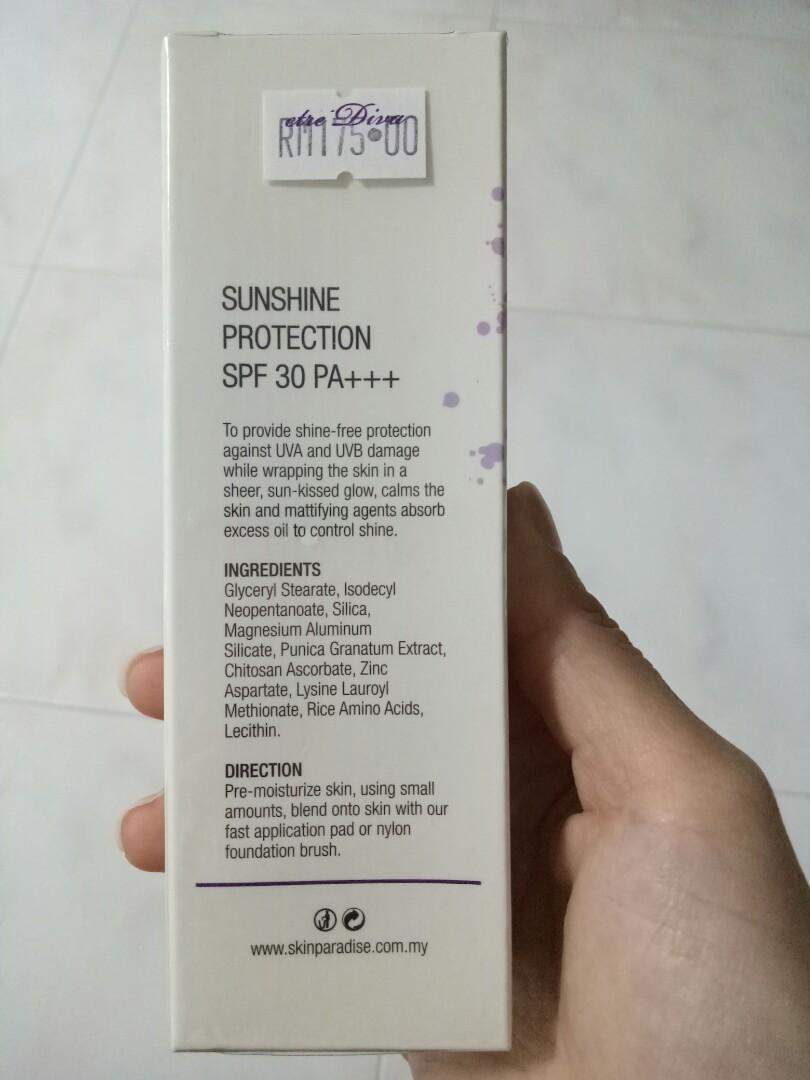 etre Diva
RM175.00
SUNSHINE
PROTECTION
SPF 30 PA+++
To provide shine-free protection
against UVA and UVB damage
while wrapping the skin in a
sheer, sun-kissed glow, calms the
skin and mattifying agents absorb
excess oil to control shine.
INGREDIENTS
Glyceryl Stearate, Isodecyl
Neopentanoate, Silica,
Magnesium Aluminum
Silicate, Punica Granatum Extract,
Chitosan Ascorbate, Zinc
Aspartate, Lysine Lauroyl
Methionate, Rice Amino Acids,
Lecithin.
DIRECTION
Pre-moisturize skin, using small
amounts, blend onto skin with our
fast application pad or nylon
foundation brush.
www.skinparadise.com.my